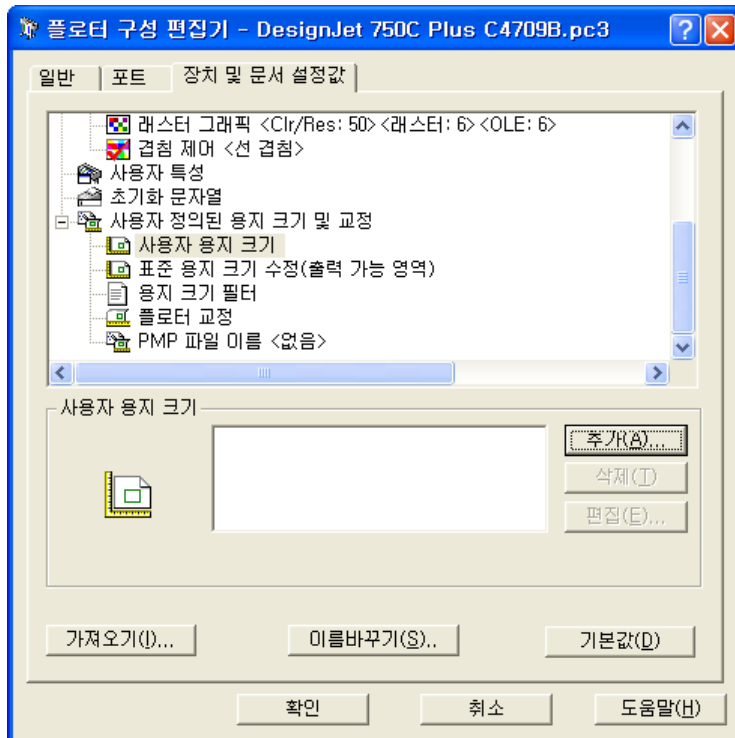 플로터 구성 편집기 - DesignJet 750C Plus C4709B.pc3
일반 포트 장치 및 문서 설정값
래스터 그래픽 <Clr/Res: 50><래스터: 6><OLE: 6>
겹침 제어 <선 겹침>
사용자 특성
초기화 문자열
사용자 정의된 용지 크기 및 교정
사용자 용지 크기
표준 용지 크기 수정(출력 가능 영역)
용지 크기 필터
플로터 교정
PMP 파일 이름 <없음>
사용자 용지 크기
추가(A)...
삭제(T)
편집(E)...
가져오기(I)... 이름바꾸기(S).. 기본값(D)
확인 취소 도움말(H)